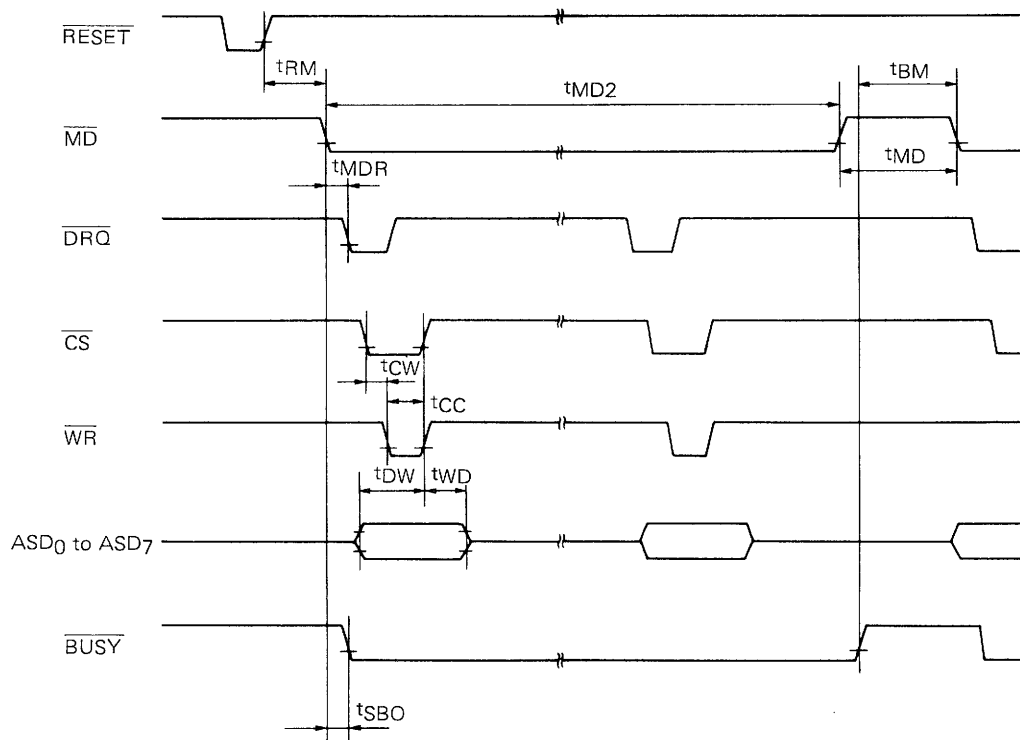 RESET
tRM
tMD2
tBM
MD
tMDR
tMD
DRQ
CS
tCW
tCC
WR
tDW
tWD
ASD0 to ASD7
BUSY
tSBO